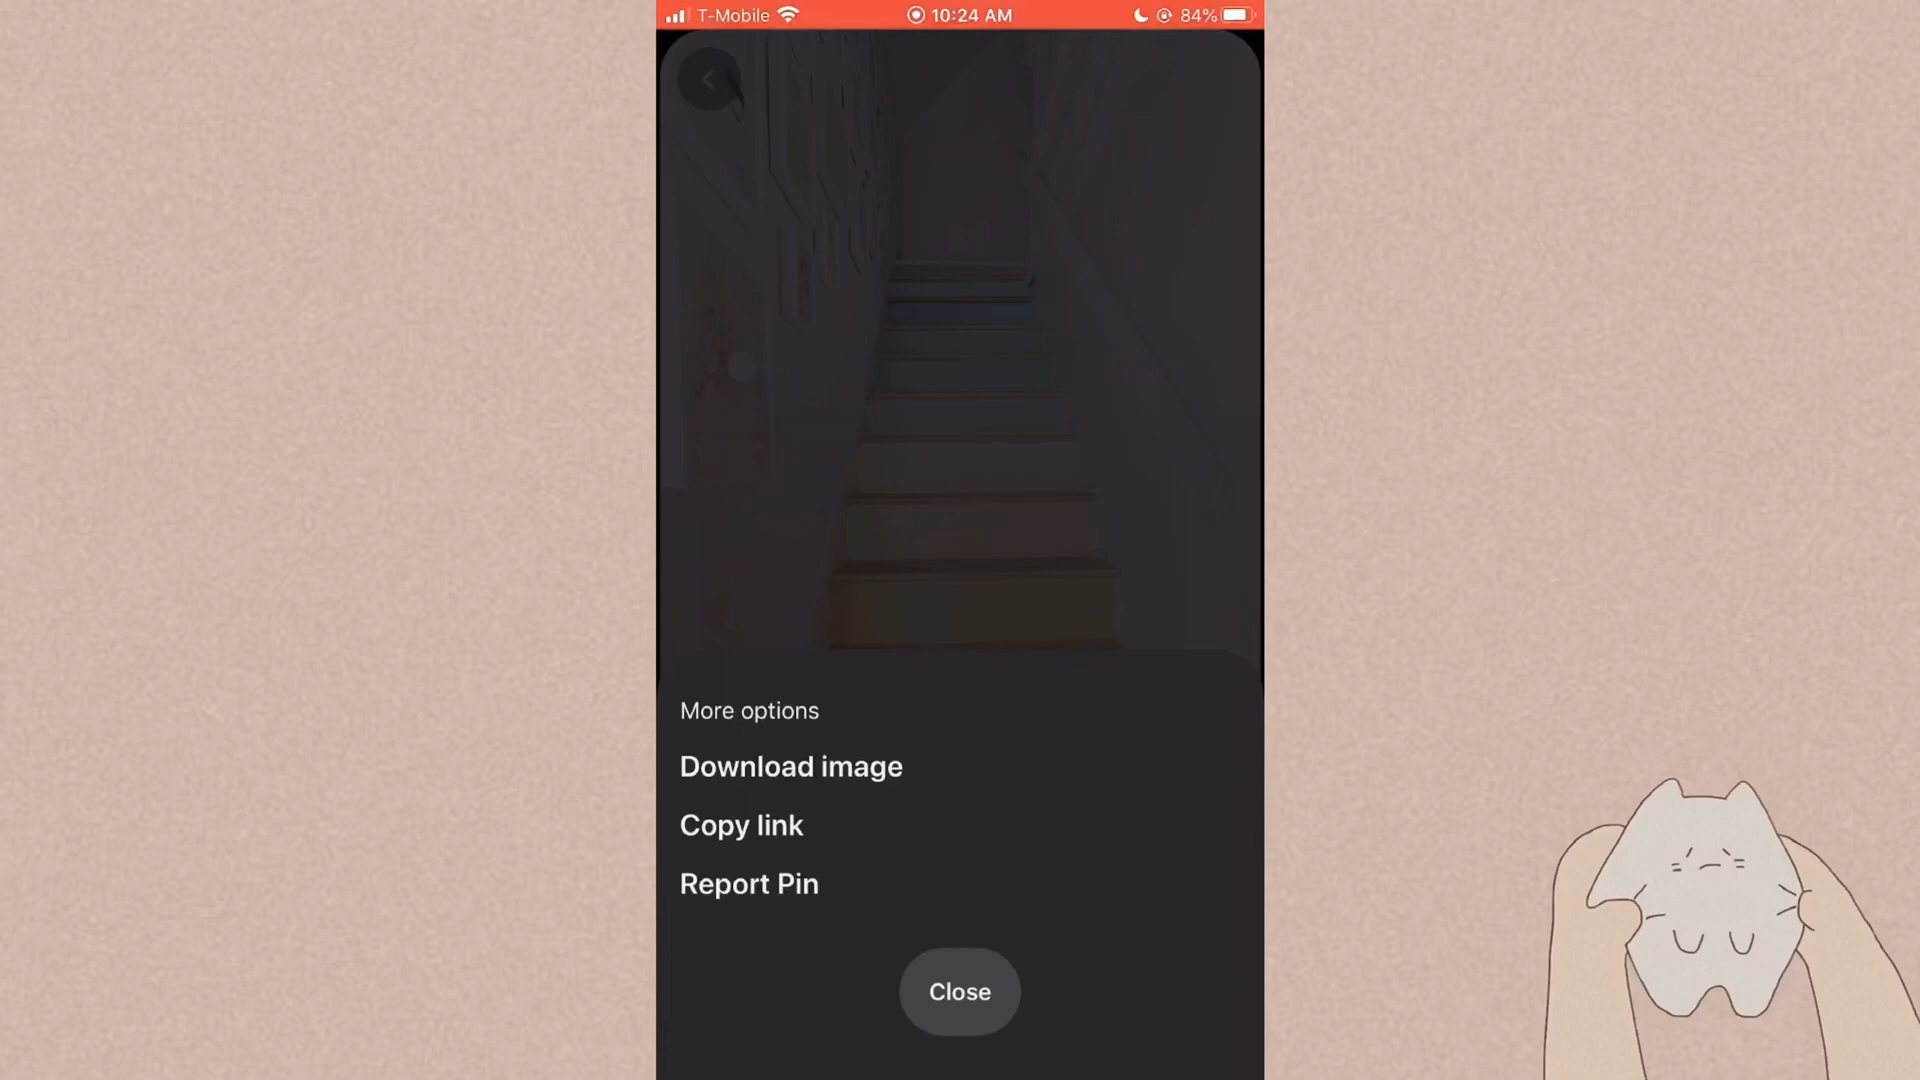 T-Mobile 10:24 AM 84%
More options
Download image
Copy link
Report Pin
Close